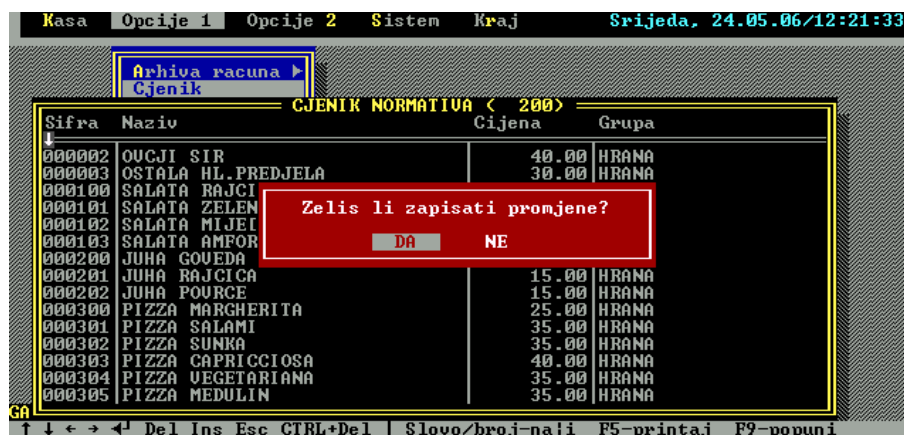 Kasa Opcije 1 Opcije 2 Sistem Kraj Srijeda, 24.05.06/12:21:33
Arhiva racuna ►
Cjenik
CJENIK NORMATIVA ( 200)
Sifra Naziv Cijena Grupa
↓
000002 OVCJI SIR 40.00 HRANA
000003 OSTALA HL.PREDJELA 30.00 HRANA
000100 SALATA RAJCI
000101 SALATA ZELEN
000102 SALATA MIJEI
000103 SALATA AMFOR
000200 JUHA GOVEDA
Zelis li zapisati promjene?
DA NE
000201 JUHA RAJCICA 15.00 HRANA
000202 JUHA POVRCE 15.00 HRANA
000300 PIZZA MARGHERITA 25.00 HRANA
000301 PIZZA SALAMI 35.00 HRANA
000302 PIZZA SUNKA 35.00 HRANA
000303 PIZZA CAPRICCIOSA 40.00 HRANA
000304 PIZZA VEGETARIANA 35.00 HRANA
000305 PIZZA MEDULIN 35.00 HRANA
GA
↑ ↓ ← → ↵ Del Ins Esc CTRL+Del | Slovo/broj-nadji F5-printaj F9-popuni